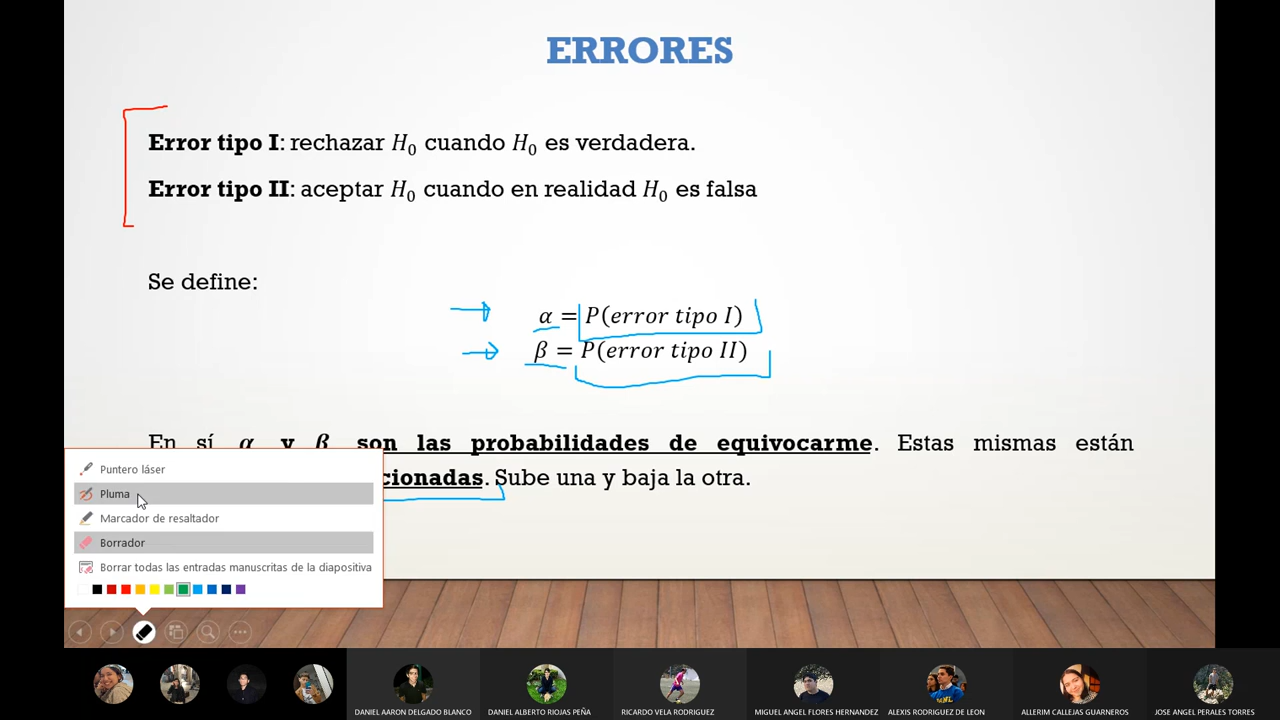 ERRORES
Error tipo I: rechazar H₀ cuando H₀ es verdadera.
Error tipo II: aceptar H₀ cuando en realidad H₀ es falsa
Se define:
α = P(error tipo I)
β = P(error tipo II)
En sí α y β son las probabilidades de equivocarme. Estas mismas están
cionadas. Sube una y baja la otra.
Puntero láser
Pluma
Marcador de resaltador
Borrador
Borrar todas las entradas manuscritas de la diapositiva
DANIEL AARON DELGADO BLANCO
DANIEL ALBERTO RIOJAS PEÑA
RICARDO VELA RODRIGUEZ
MIGUEL ANGEL FLORES HERNANDEZ
ALEXIS RODRIGUEZ DE LEON
ALLERIM CALLEJAS GUARNEROS
JOSE ANGEL PERALES TORRES